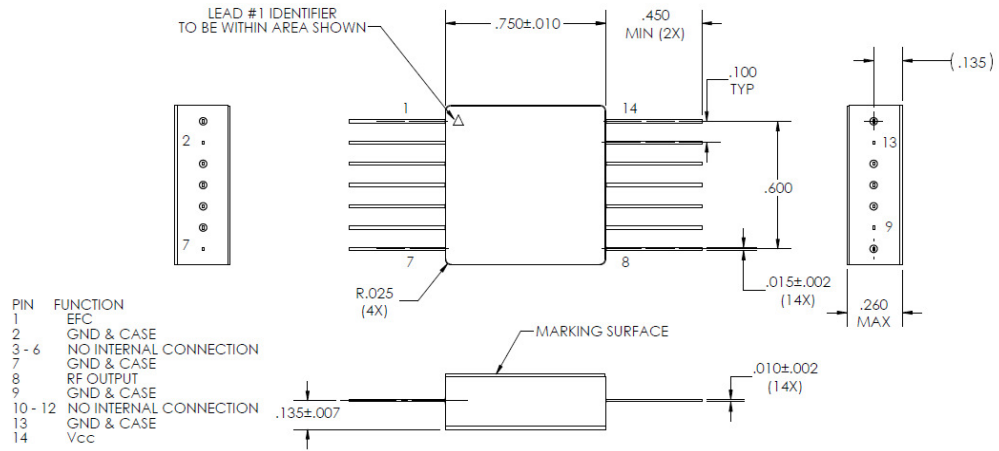 LEAD #1 IDENTIFIER
TO BE WITHIN AREA SHOWN
.750±.010
.450
MIN (2X)
(.135)
.100
TYP
1
14
2
13
.600
7
9
7
8
R.025
(4X)
.015±.002
(14X)
.260
MAX
PIN FUNCTION
1 EFC
2 GND & CASE
3 - 6 NO INTERNAL CONNECTION
7 GND & CASE
8 RF OUTPUT
9 GND & CASE
10 - 12 NO INTERNAL CONNECTION
13 GND & CASE
14 Vcc
MARKING SURFACE
.135±.007
.010±.002
(14X)